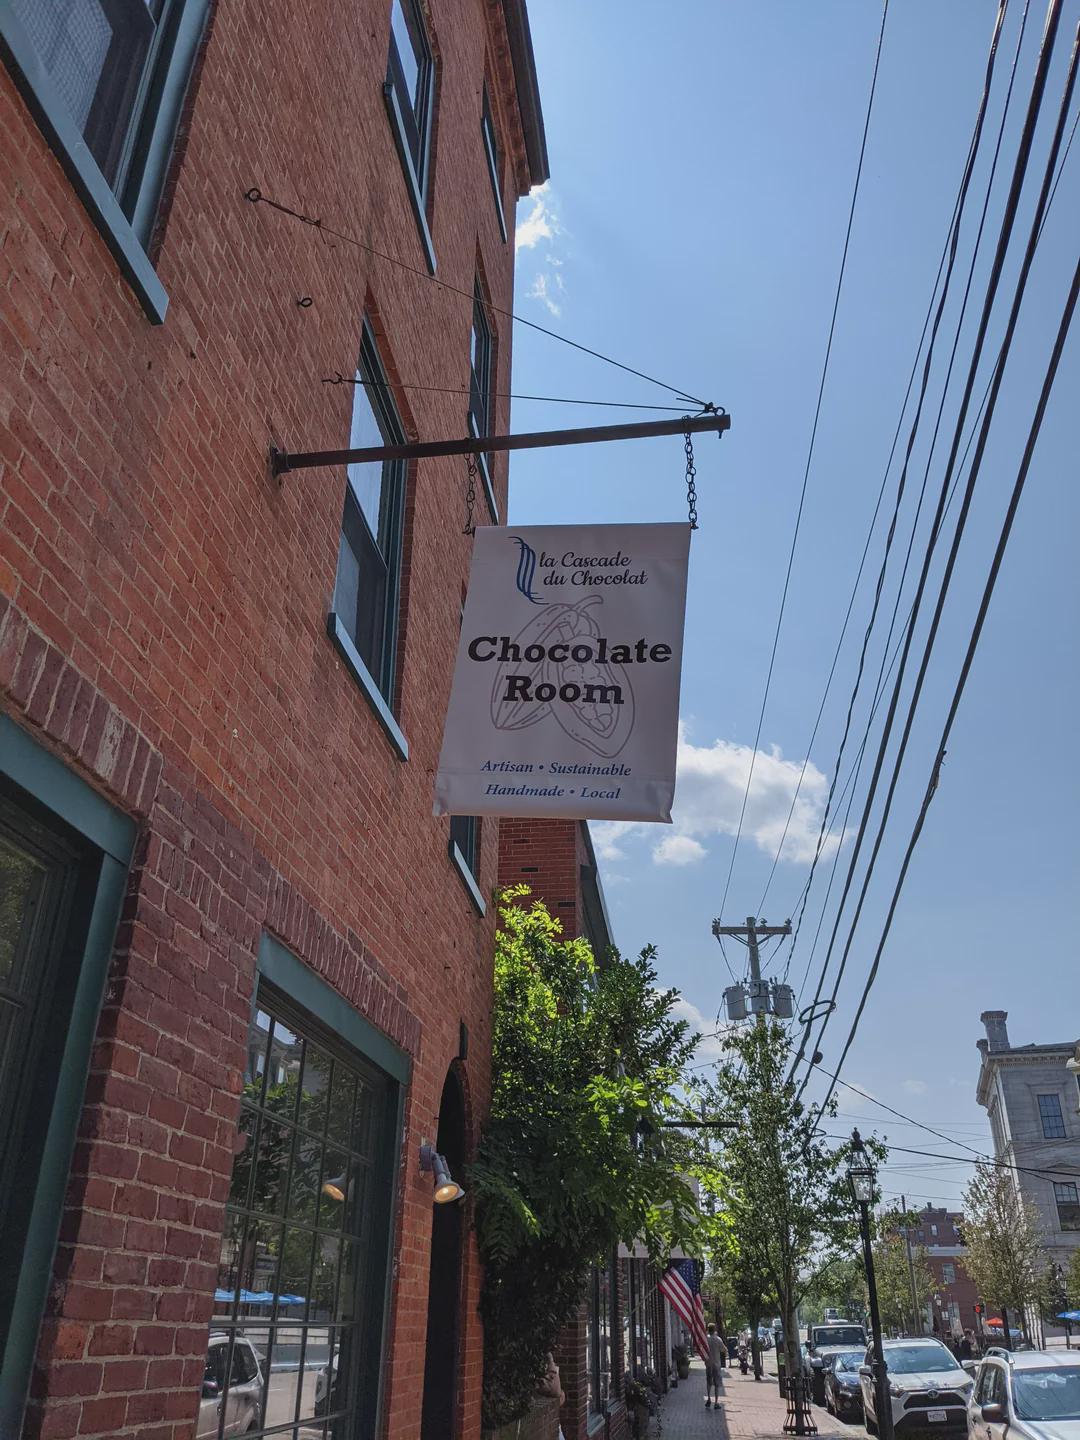 la Cascade
du Chocolat
Chocolate
Room
Artisan • Sustainable
Handmade • Local